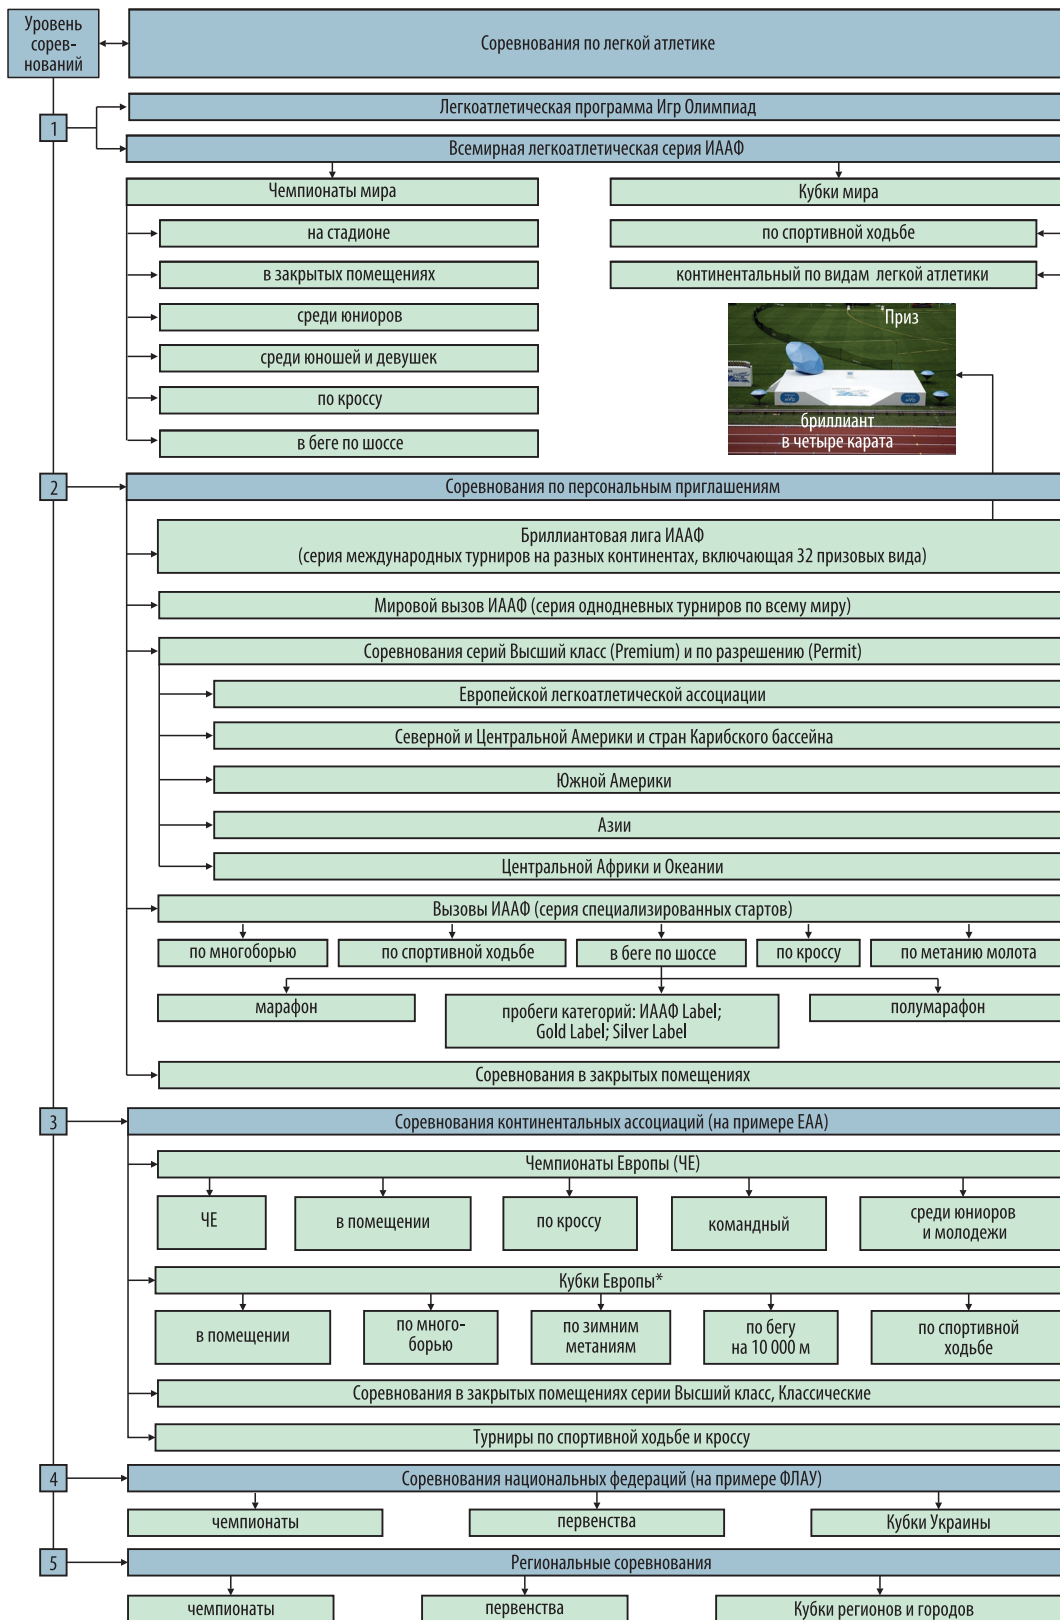 Уровень
сорев-
нований
Соревнования по легкой атлетике
1
Легкоатлетическая программа Игр Олимпиад
Всемирная легкоатлетическая серия ИААФ
Чемпионаты мира
Кубки мира
на стадионе
по спортивной ходьбе
в закрытых помещениях
континентальный по видам легкой атлетики
среди юниоров
среди юношей и девушек
по кроссу
в беге по шоссе
Приз
бриллиант
в четыре карата
2
Соревнования по персональным приглашениям
Бриллиантовая лига ИААФ
(серия международных турниров на разных континентах, включающая 32 призовых вида)
Мировой вызов ИААФ (серия однодневных турниров по всему миру)
Соревнования серий Высший класс (Premium) и по разрешению (Permit)
Европейской легкоатлетической ассоциации
Северной и Центральной Америки и стран Карибского бассейна
Южной Америки
Азии
Центральной Африки и Океании
Вызовы ИААФ (серия специализированных стартов)
по многоборью
по спортивной ходьбе
в беге по шоссе
по кроссу
по метанию молота
марафон
пробеги категорий: ИААФ Label;
Gold Label; Silver Label
полумарафон
Соревнования в закрытых помещениях
3
Соревнования континентальных ассоциаций (на примере ЕАА)
Чемпионаты Европы (ЧЕ)
ЧЕ
в помещении
по кроссу
командный
среди юниоров
и молодежи
Кубки Европы*
в помещении
по много-
борью
по зимним
метаниям
по бегу
на 10 000 м
по спортивной
ходьбе
Соревнования в закрытых помещениях серии Высший класс, Классические
Турниры по спортивной ходьбе и кроссу
4
Соревнования национальных федераций (на примере ФЛАУ)
чемпионаты
первенства
Кубки Украины
5
Региональные соревнования
чемпионаты
первенства
Кубки регионов и городов